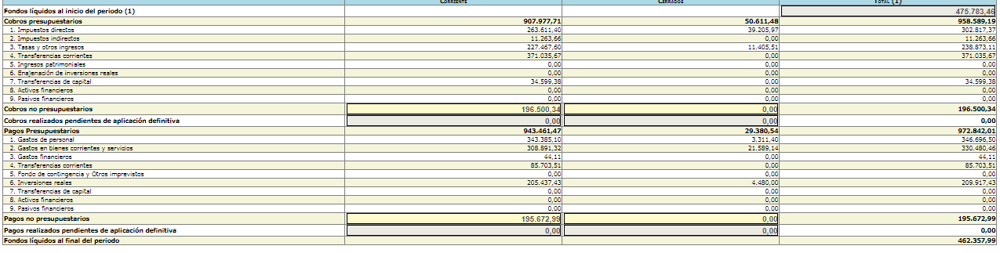 Corriente Cerrados Total (1)
Fondos líquidos al inicio del periodo (1) 475.783,46
Cobros presupuestarios 907.977,71 50.611,48 958.589,19
1. Impuestos directos 263.611,40 39.205,97 302.817,37
2. Impuestos indirectos 11.263,66 0,00 11.263,66
3. Tasas y otros ingresos 227.467,60 11.405,51 238.873,11
4. Transferencias corrientes 371.035,67 0,00 371.035,67
5. Ingresos patrimoniales 0,00 0,00 0,00
6. Enajenación de inversiones reales 0,00 0,00 0,00
7. Transferencias de capital 34.599,38 0,00 34.599,38
8. Activos financieros 0,00 0,00 0,00
9. Pasivos financieros 0,00 0,00 0,00
Cobros no presupuestarios 196.500,34 0,00 196.500,34
Cobros realizados pendientes de aplicación definitiva 0,00 0,00 0,00
Pagos Presupuestarios 943.461,47 29.380,54 972.842,01
1. Gastos de personal 343.385,10 3.311,40 346.696,50
2. Gastos en bienes corrientes y servicios 308.891,32 21.589,14 330.480,46
3. Gastos financieros 44,11 0,00 44,11
4. Transferencias corrientes 85.703,51 0,00 85.703,51
5. Fondo de contingencia y Otros imprevistos 0,00 0,00 0,00
6. Inversiones reales 205.437,43 4.480,00 209.917,43
7. Transferencias de capital 0,00 0,00 0,00
8. Activos financieros 0,00 0,00 0,00
9. Pasivos financieros 0,00 0,00 0,00
Pagos no presupuestarios 195.672,99 0,00 195.672,99
Pagos realizados pendientes de aplicación definitiva 0,00 0,00 0,00
Fondos líquidos al final del periodo 462.357,99